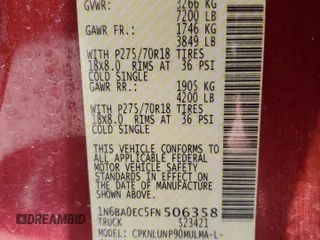 GVWR: 3266 KG
7200 LB
GAWR FR.: 1746 KG
3849 LB
WITH P275/70R18 TIRES
18x8.0 RIMS AT 36 PSI
COLD SINGLE
GAWR RR.: 1905 KG
4200 LB
WITH P275/70R18 TIRES
18x8.0 RIMS AT 36 PSI
COLD SINGLE
THIS VEHICLE CONFORMS TO
ALL APPLICABLE FEDERAL
MOTOR VEHICLE SAFETY
STANDARDS IN EFFECT ON
THE DATE OF MANUFACTURE
SHOWN ABOVE.
1N6BA0EC5FN506358
TRUCK S23421
MODEL: CPKNLUNP90MULMA-L-
DREAMBID